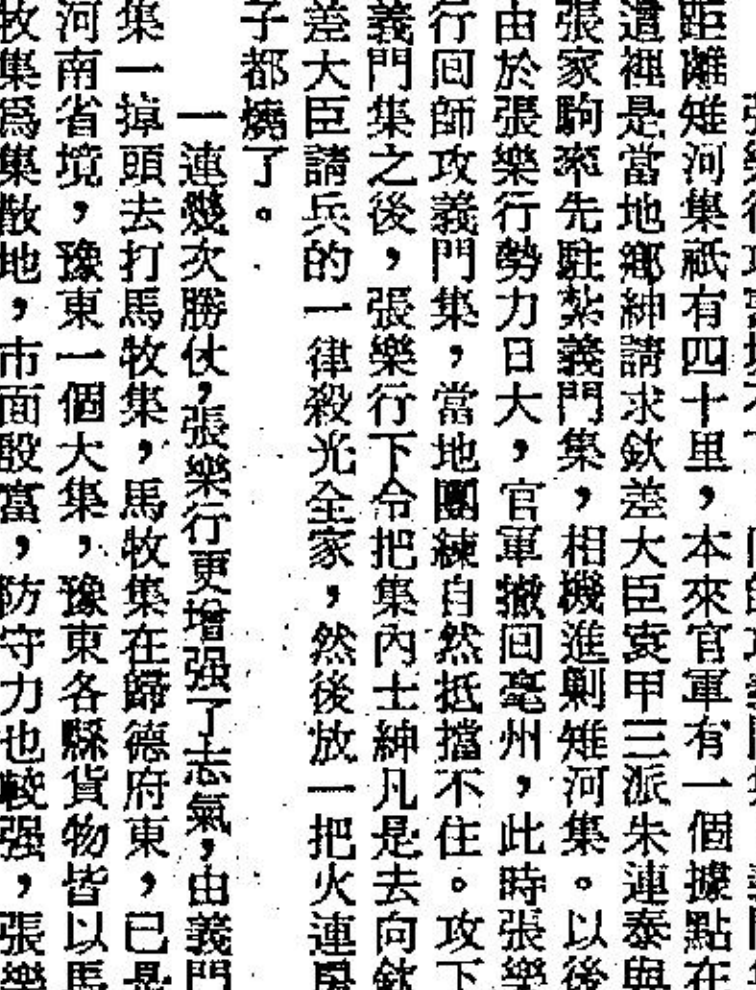 距離雉河集祇有四十里，本來官軍有一個據點在
這裡是當地鄉紳請求欽差大臣袁甲三派朱連泰與
張家駒率先駐紮義門集，相機進剿雉河集。以後
由於張樂行勢力日大，官軍撤回亳州，此時張樂
行回師攻義門集，當地團練自然抵擋不住。攻下
義門集之後，張樂行下令把集內士紳凡是去向欽
差大臣請兵的一律殺光全家，然後放一把火連房
子都燒了。
一連幾次勝仗，張樂行更增强了志氣，由義門
集一掉頭去打馬牧集，馬牧集在歸德府東，已是
河南省境，豫東一個大集，豫東各縣貨物皆以馬
牧集爲集散地，市面殷富，防守力也較强，張樂